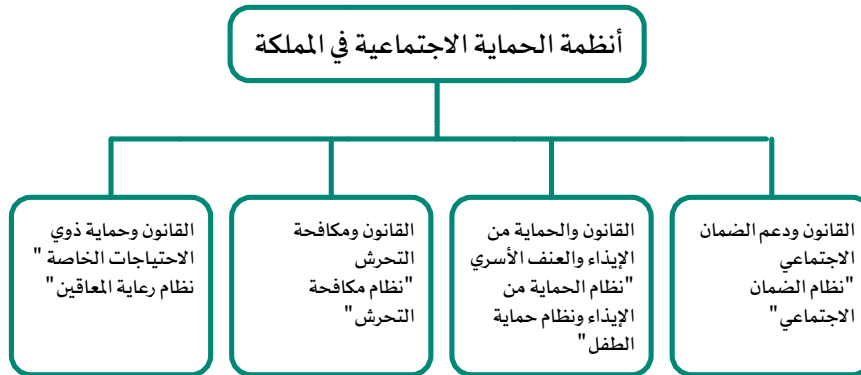 أنظمة الحماية الاجتماعية في المملكة
القانون ودعم الضمان
الاجتماعي
"نظام الضمان
الاجتماعي"
القانون والحماية من
الإيذاء والعنف الأسري
"نظام الحماية من
الإيذاء ونظام حماية
الطفل"
القانون ومكافحة
التحرش
"نظام مكافحة
التحرش"
القانون وحماية ذوي
الاحتياجات الخاصة "
نظام رعاية المعاقين"